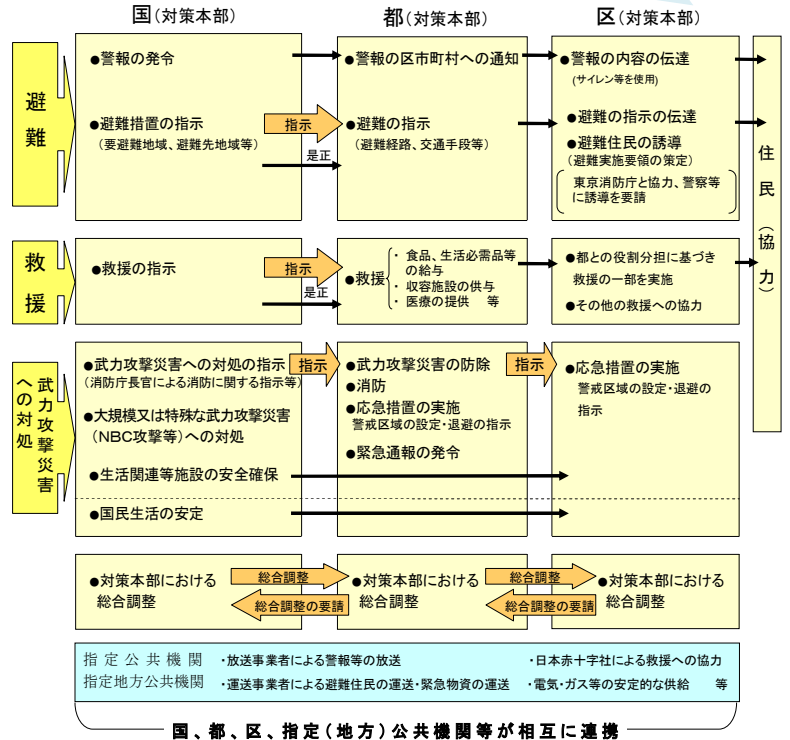 国(対策本部)
都(対策本部)
区(対策本部)
避難
●警報の発令
●避難措置の指示
(要避難地域、避難先地域等)
指示
是正
●警報の区市町村への通知
●避難の指示
(避難経路、交通手段等)
●警報の内容の伝達
(サイレン等を使用)
●避難の指示の伝達
●避難住民の誘導
(避難実施要領の策定)
東京消防庁と協力、警察等
に誘導を要請
住民(協力)
救援
●救援の指示
指示
是正
●救援
・ 食品、生活必需品等
の給与
・ 収容施設の供与
・ 医療の提供 等
●都との役割分担に基づき
救援の一部を実施
●その他の救援への協力
武力攻撃災害
への対処
●武力攻撃災害への対処の指示
(消防庁長官による消防に関する指示等)
●大規模又は特殊な武力攻撃災害
(NBC攻撃等)への対処
●生活関連等施設の安全確保
●国民生活の安定
指示
●武力攻撃災害の防除
●消防
●応急措置の実施
警戒区域の設定・退避の指示
●緊急通報の発令
指示
●応急措置の実施
警戒区域の設定・退避の
指示
●対策本部における
総合調整
総合調整
総合調整の要請
●対策本部における
総合調整
総合調整
総合調整の要請
●対策本部における
総合調整
指定公共機関 ・放送事業者による警報等の放送 ・日本赤十字社による救援への協力
指定地方公共機関 ・運送事業者による避難住民の運送・緊急物資の運送 ・電気・ガス等の安定的な供給 等
国、都、区、指定(地方)公共機関等が相互に連携